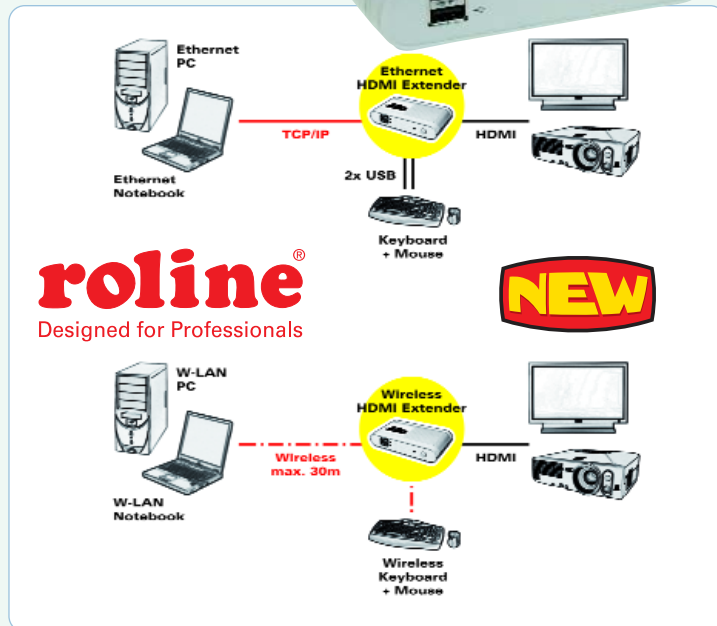 Ethernet
PC
Ethernet
HDMI Extender
TCP/IP
HDMI
2x USB
Ethernet
Notebook
Keyboard
+ Mouse
roline®
Designed for Professionals
NEW
W-LAN
PC
Wireless
HDMI Extender
Wireless
max. 30m
HDMI
W-LAN
Notebook
Wireless
Keyboard
+ Mouse